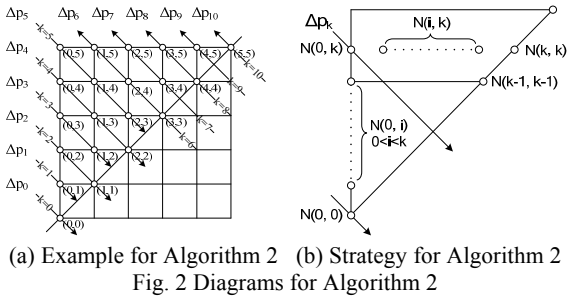 Δp₅ Δp₆ Δp₇ Δp₈ Δp₉ Δp₁₀
-k=5-
Δp₄ (0,5) (1,5) (2,5) (3,5) (4,5) (5,5)
-k=4- -k=10-
Δp₃ (0,4) (1,4) (2,4) (3,4) (4,4) -k=9-
-k=3- -k=8-
Δp₂ (0,3) (1,3) (2,3) (3,3) -k=7-
-k=2- -k=6-
Δp₁ (0,2) (1,2) (2,2)
-k=1-
Δp₀ (0,1) (1,1)
-k=0-
(0,0)
Δpₖ
N(i, k)
N(0, k)
N(k, k)
N(k-1, k-1)
N(0, i)
0<i<k
N(0, 0)
(a) Example for Algorithm 2 (b) Strategy for Algorithm 2
Fig. 2 Diagrams for Algorithm 2